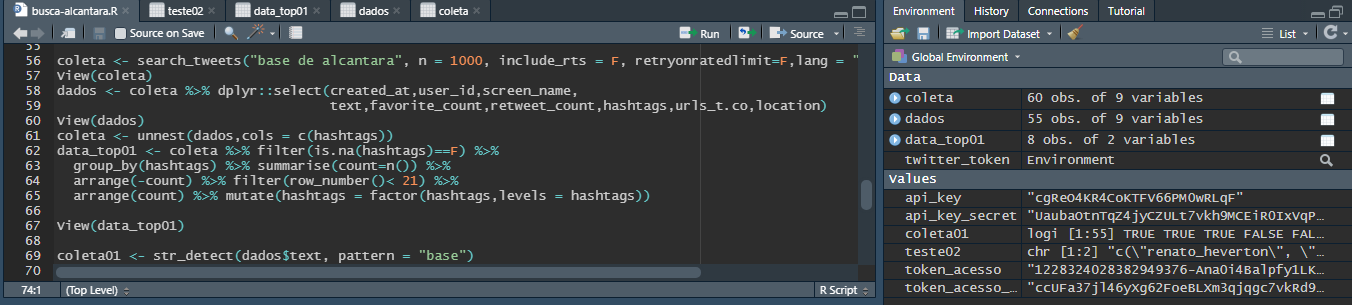 busca-alcantara.R
teste02
data_top01
dados
coleta
Source on Save
Run
Source
56 coleta <- search_tweets("base de alcantara", n = 1000, include_rts = F, retryonratedlimit=F,lang = "
57 View(coleta)
58 dados <- coleta %>% dplyr::select(created_at,user_id,screen_name,
59 text,favorite_count,retweet_count,hashtags,urls_t.co,location)
60 View(dados)
61 coleta <- unnest(dados,cols = c(hashtags))
62 data_top01 <- coleta %>% filter(is.na(hashtags)==F) %>%
63 group_by(hashtags) %>% summarise(count=n()) %>%
64 arrange(-count) %>% filter(row_number()< 21) %>%
65 arrange(count) %>% mutate(hashtags = factor(hashtags,levels = hashtags))
66
67 View(data_top01)
68
69 coleta01 <- str_detect(dados$text, pattern = "base")
70
74:1 (Top Level) R Script
Environment History Connections Tutorial
Import Dataset List
Global Environment
Data
coleta 60 obs. of 9 variables
dados 55 obs. of 9 variables
data_top01 8 obs. of 2 variables
twitter_token Environment
Values
api_key "cgReO4KR4CoKTFV66PM0wRLqF"
api_key_secret "UaubaOtnTqZ4jyCZULt7vkh9MCEiROIxVqP…
coleta01 logi [1:55] TRUE TRUE TRUE FALSE FAL…
teste02 chr [1:2] "c(\"renato_heverton\", \"…
token_acesso "1228324028382949376-AnaOi4Balpfy1LK…
token_acesso_… "ccUFa37jl46yXg62FoeBLXm3qjqgc7vkRd9…